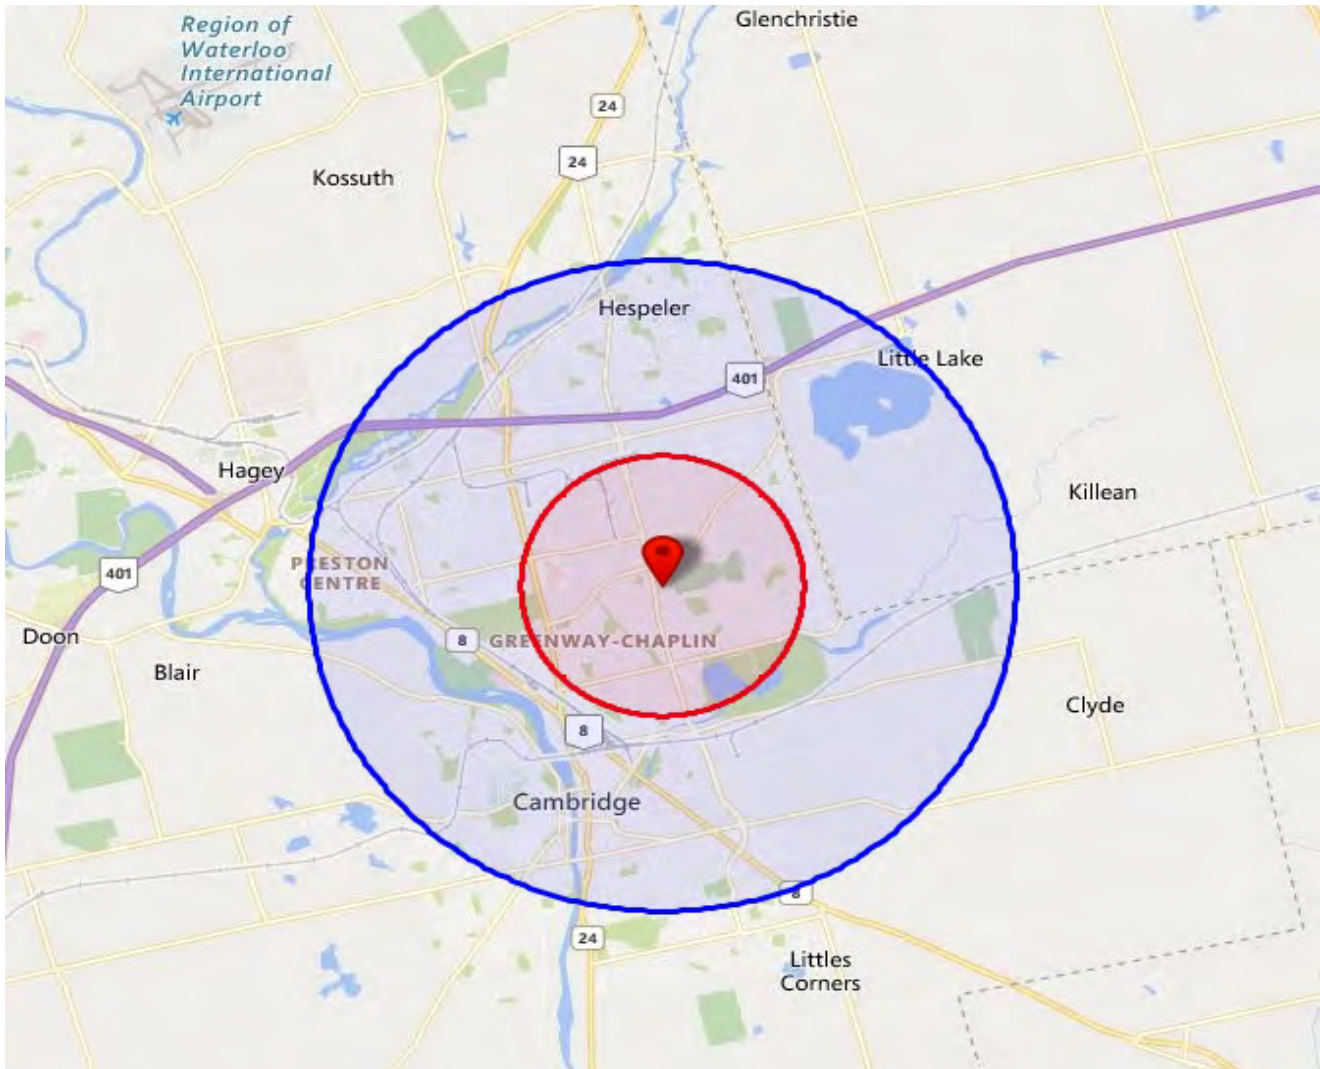 Glenchristie
Region of
Waterloo
International
Airport
24
24
Kossuth
Hespeler
Little Lake
401
Hagey
Killean
PRESTON
CENTRE
401
Doon
8
GREENWAY-CHAPLIN
Blair
Clyde
8
Cambridge
8
24
Littles
Corners